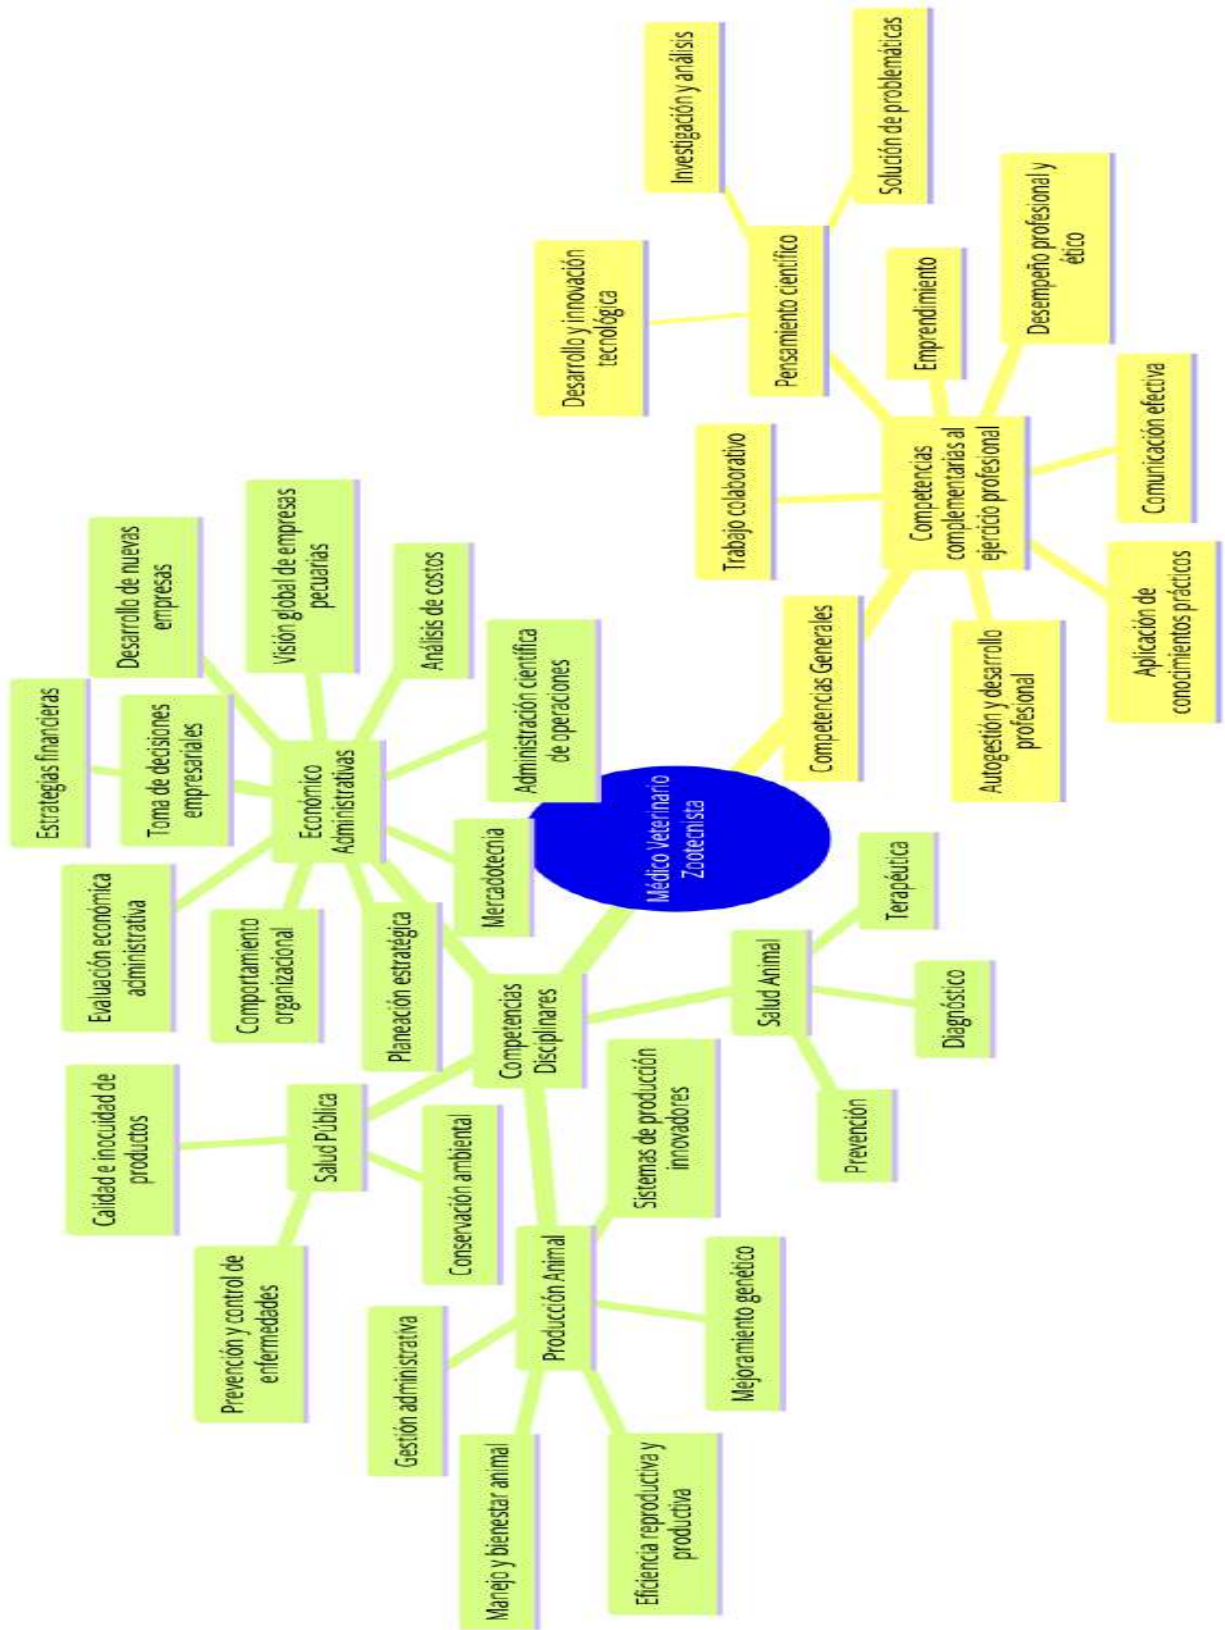 Manejo y bienestar animal
Eficiencia reproductiva y
productiva
Gestión administrativa
Prevención y control de
enfermedades
Producción Animal
Mejoramiento genético
Calidad e inocuidad de
productos
Salud Pública
Conservación ambiental
Sistemas de producción
innovadores
Prevención
Evaluación económica
administrativa
Comportamiento
organizacional
Planeación estratégica
Competencias
Disciplinares
Salud Animal
Diagnóstico
Terapéutica
Estrategias financieras
Toma de decisiones
empresariales
Económico
Administrativas
Mercadotecnia
Médico Veterinario
Zootecnista
Desarrollo de nuevas
empresas
Visión global de empresas
pecuarias
Análisis de costos
Administración científica
de operaciones
Competencias Generales
Autogestión y desarrollo
profesional
Trabajo colaborativo
Competencias
complementarias al
ejercicio profesional
Aplicación de
conocimientos prácticos
Comunicación efectiva
Desarrollo y innovación
tecnológica
Pensamiento científico
Emprendimiento
Desempeño profesional y
ético
Investigación y análisis
Solución de problemáticas